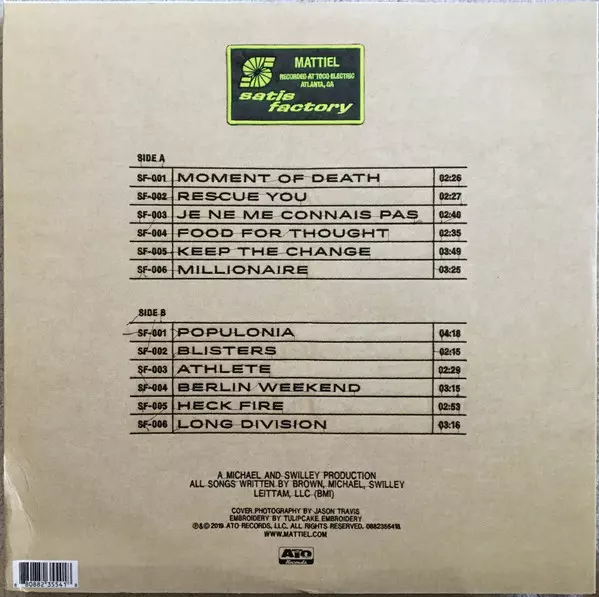 MATTIEL
RECORDED AT TOCO ELECTRIC
ATLANTA, GA
satis
factory
SIDE A
SF-001 MOMENT OF DEATH 02:26
SF-002 RESCUE YOU 02:27
SF-003 JE NE ME CONNAIS PAS 02:40
SF-004 FOOD FOR THOUGHT 02:35
SF-005 KEEP THE CHANGE 03:49
SF-006 MILLIONAIRE 03:25
SIDE B
SF-001 POPULONIA 04:18
SF-002 BLISTERS 02:15
SF-003 ATHLETE 02:29
SF-004 BERLIN WEEKEND 03:15
SF-005 HECK FIRE 02:53
SF-006 LONG DIVISION 03:16
A MICHAEL AND SWILLEY PRODUCTION
ALL SONGS WRITTEN BY BROWN, MICHAEL, SWILLEY
LEITTAM, LLC (BMI)
COVER PHOTOGRAPHY BY JASON TRAVIS
EMBROIDERY BY TULIPCAKE EMBROIDERY
℗&© 2019 ATO RECORDS, LLC. ALL RIGHTS RESERVED. 0882355418
WWW.MATTIEL.COM
ATO
Records
8 80882 35541 8